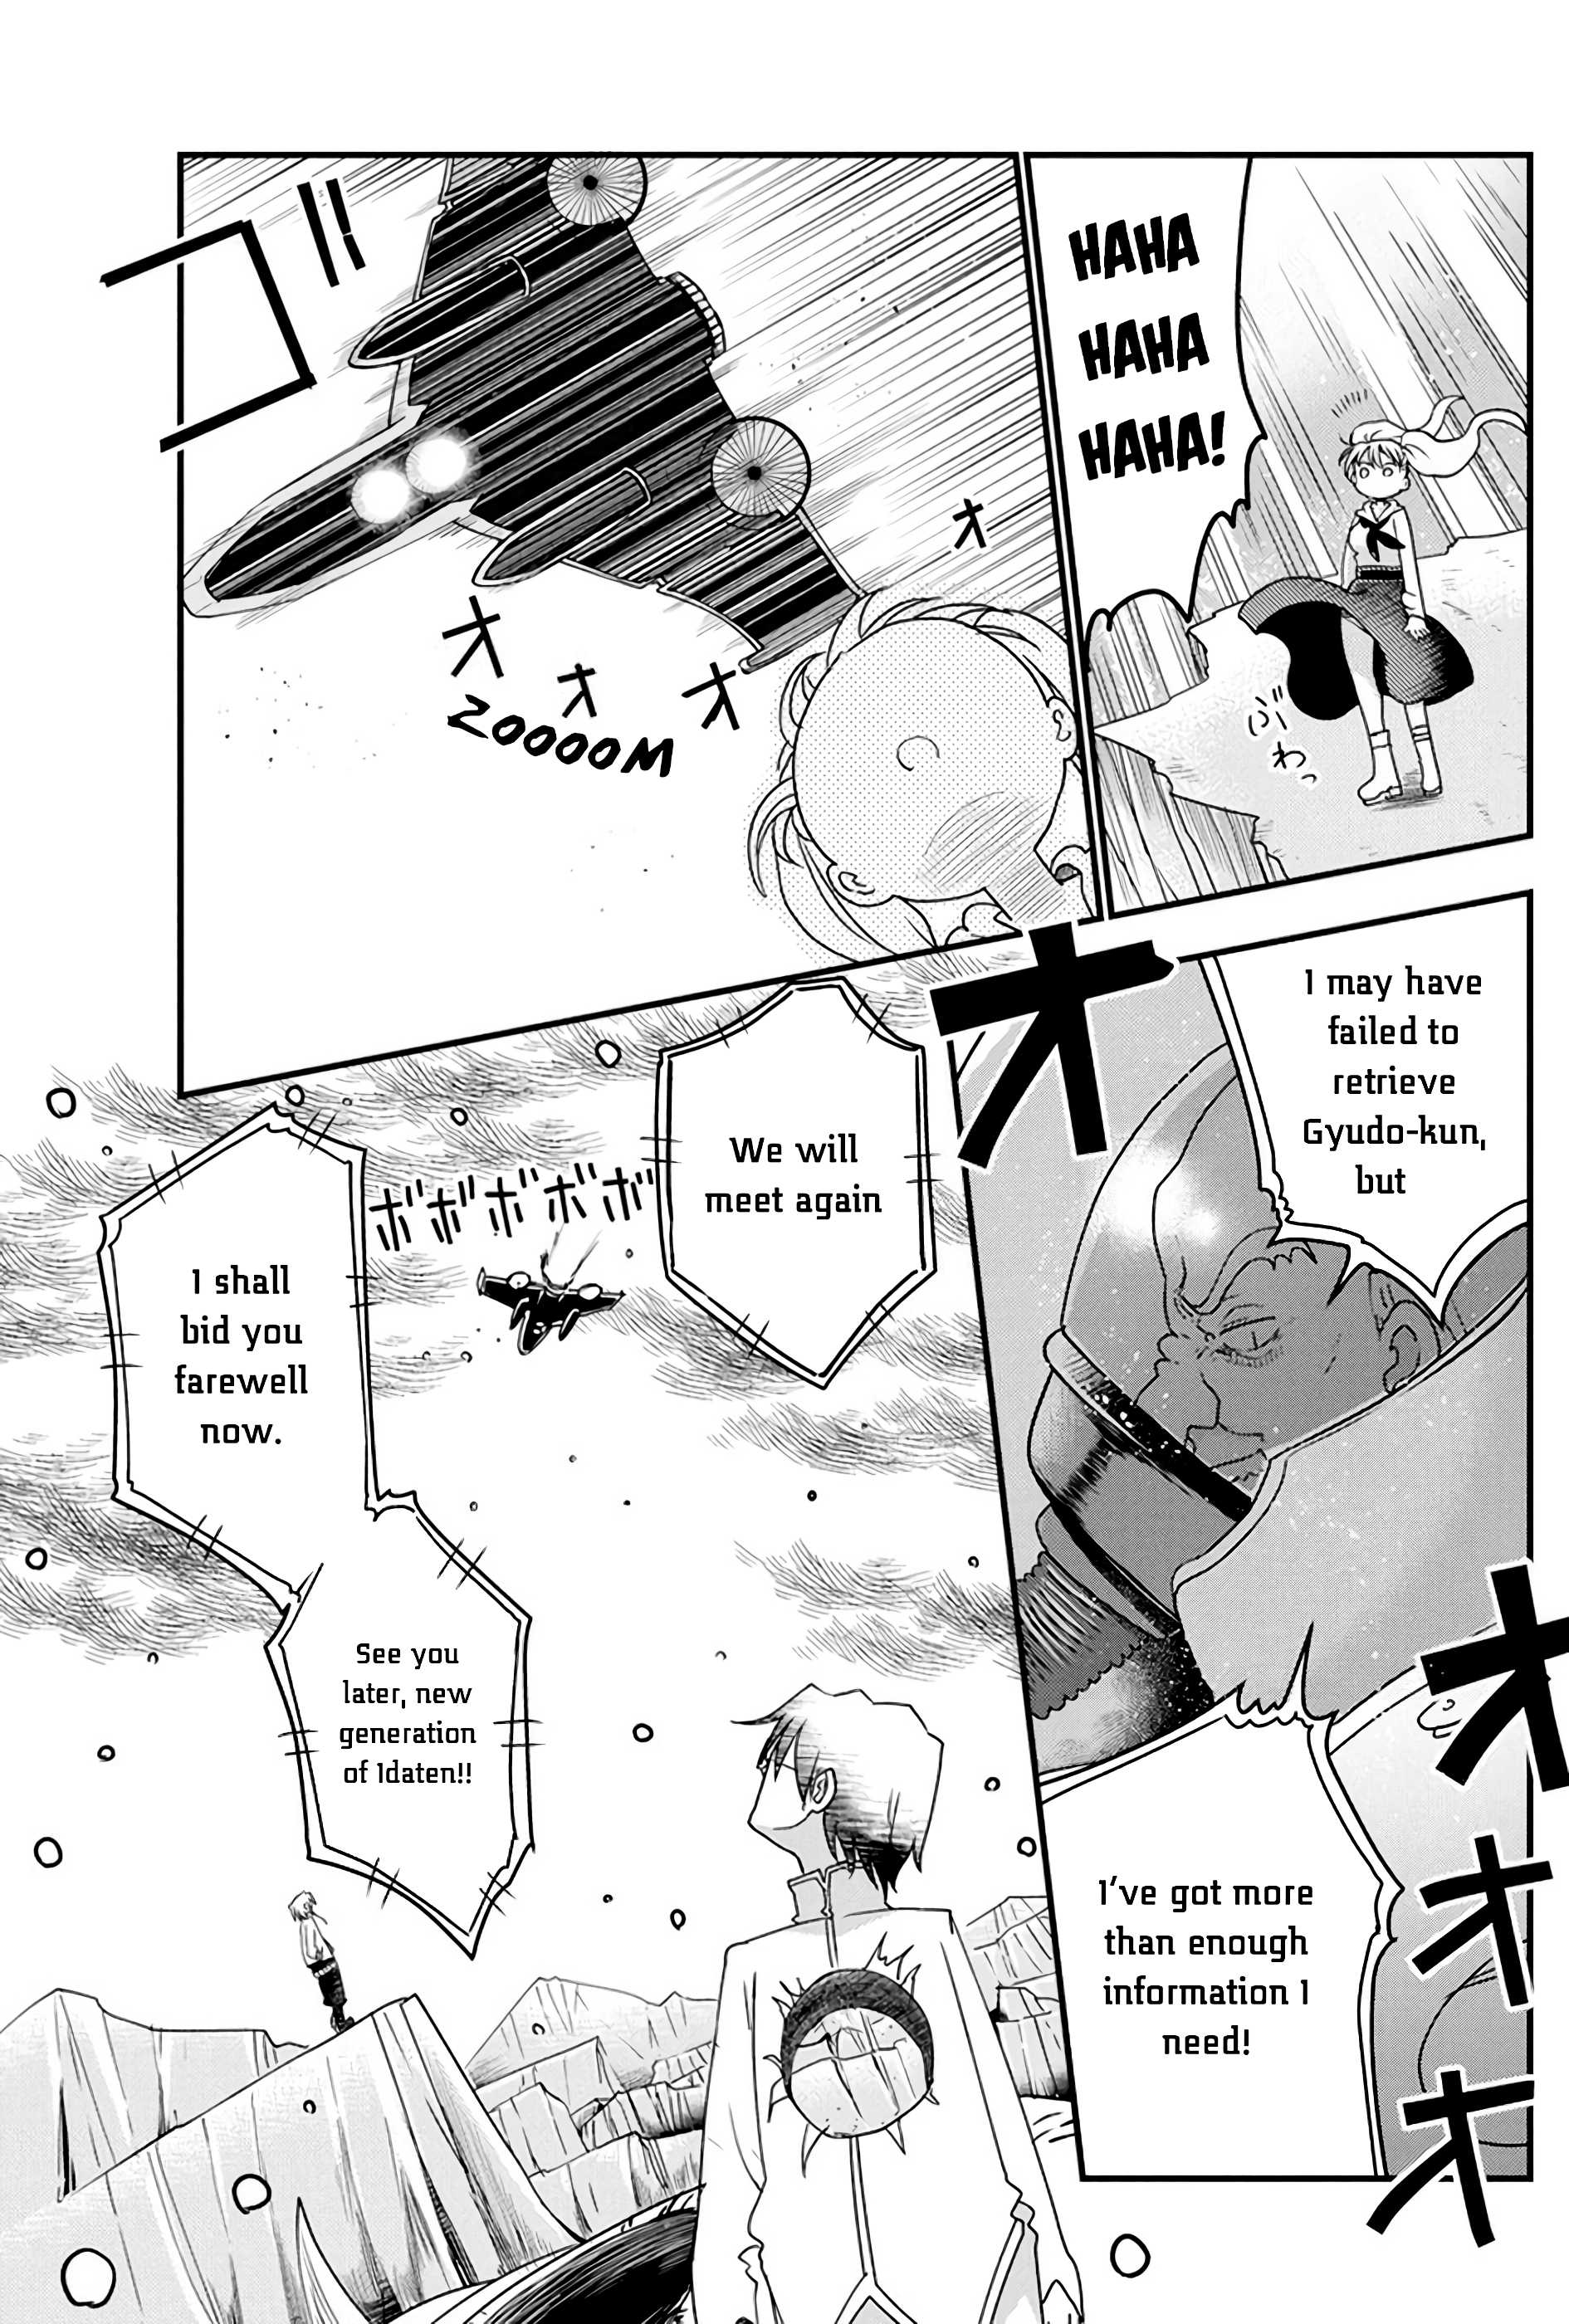 HAHA
HAHA
HAHA!
ぶわっ
ゴ
オ
オ
オ
オ
ZOOOOM
オ
I may have
failed to
retrieve
Gyudo-kun,
but
オ
オ
オ
I've got more
than enough
information I
need!
We will
meet again
ボボボボボ
I shall
bid you
farewell
now.
See you
later, new
generation
of Idaten!!